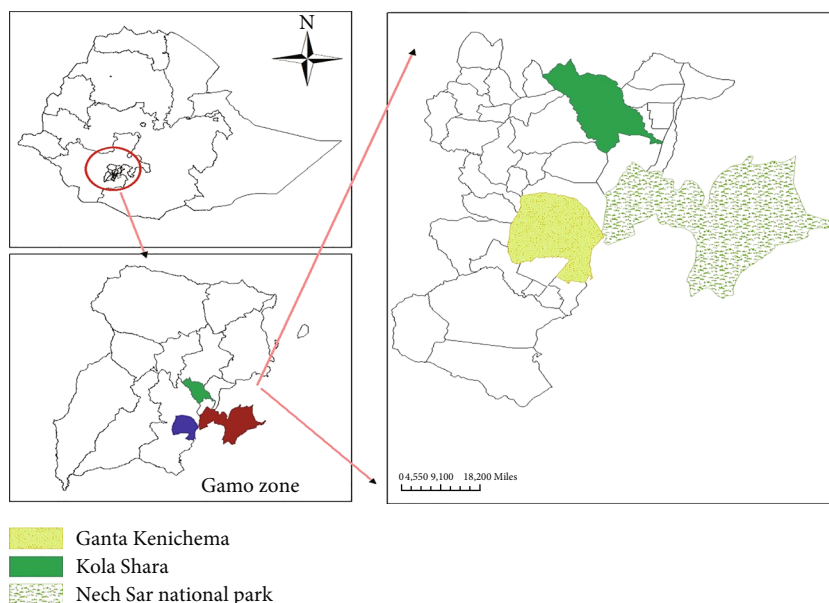 N
Gamo zone
0 4,550 9,100 18,200 Miles
Ganta Kenichema
Kola Shara
Nech Sar national park